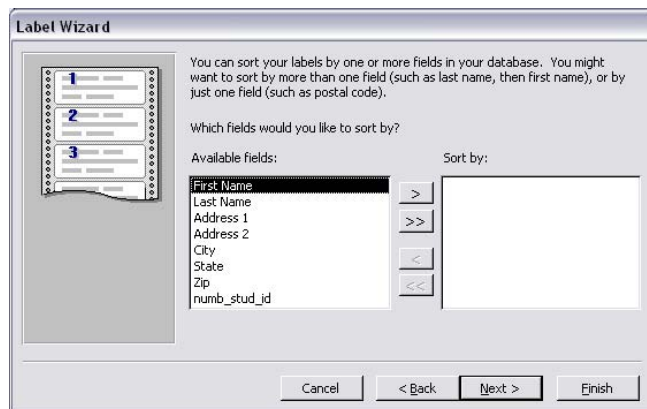 Label Wizard
1
2
3
You can sort your labels by one or more fields in your database. You might
want to sort by more than one field (such as last name, then first name), or by
just one field (such as postal code).
Which fields would you like to sort by?
Available fields:
Sort by:
First Name
Last Name
Address 1
Address 2
City
State
Zip
numb_stud_id
>
>>
<
<<
Cancel
< Back
Next >
Finish